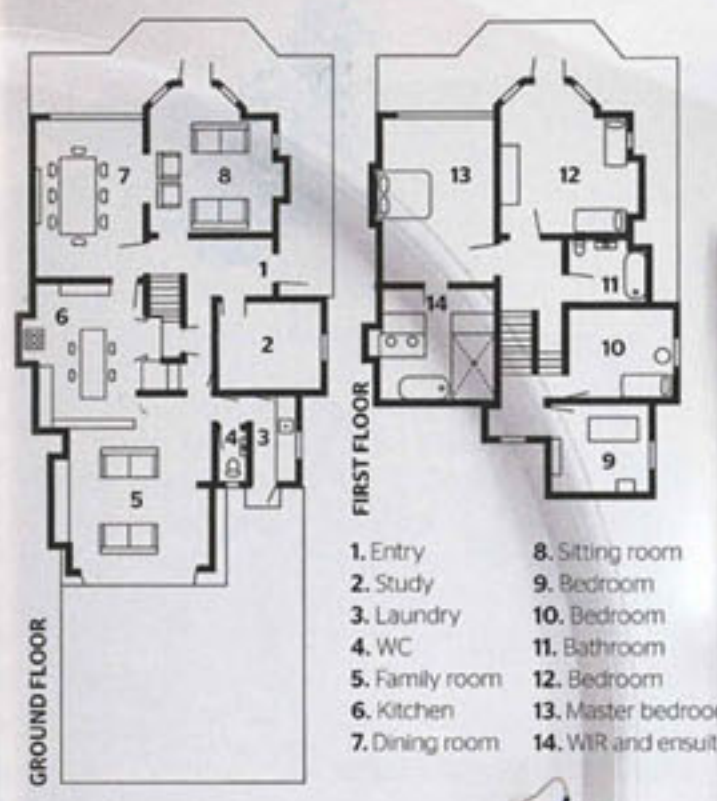 7
8
1
6
2
4
3
5
GROUND FLOOR
13
12
11
14
10
9
FIRST FLOOR
1. Entry
2. Study
3. Laundry
4. WC
5. Family room
6. Kitchen
7. Dining room
8. Sitting room
9. Bedroom
10. Bedroom
11. Bathroom
12. Bedroom
13. Master bedroo
14. WIR and ensuit